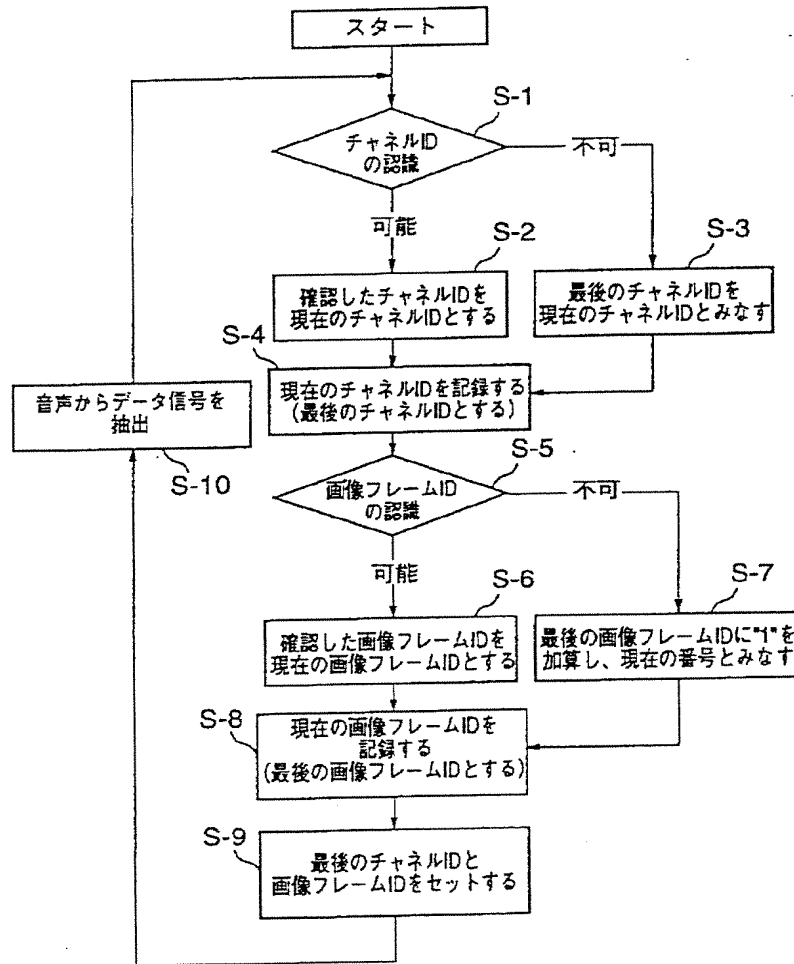 スタート
S-1
チャネルID
の認識
不可
可能
S-2
S-3
確認したチャネルIDを
現在のチャネルIDとする
最後のチャネルIDを
現在のチャネルIDとみなす
S-4
現在のチャネルIDを記録する
(最後のチャネルIDとする)
音声からデータ信号を
抽出
S-10
S-5
画像フレームID
の認識
不可
可能
S-6
S-7
確認した画像フレームIDを
現在の画像フレームIDとする
最後の画像フレームIDに"1"を
加算し、現在の番号とみなす
S-8
現在の画像フレームIDを
記録する
(最後の画像フレームIDとする)
S-9
最後のチャネルIDと
画像フレームIDをセットする